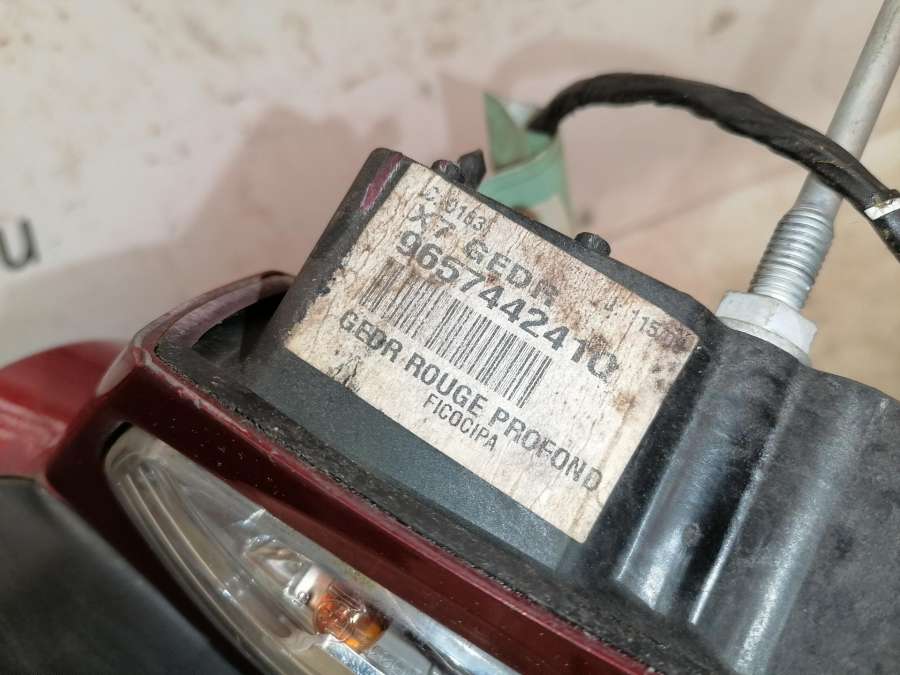 X7 GEDR
9657442410
GEDR ROUGE PROFOND
FICOCIPA
u